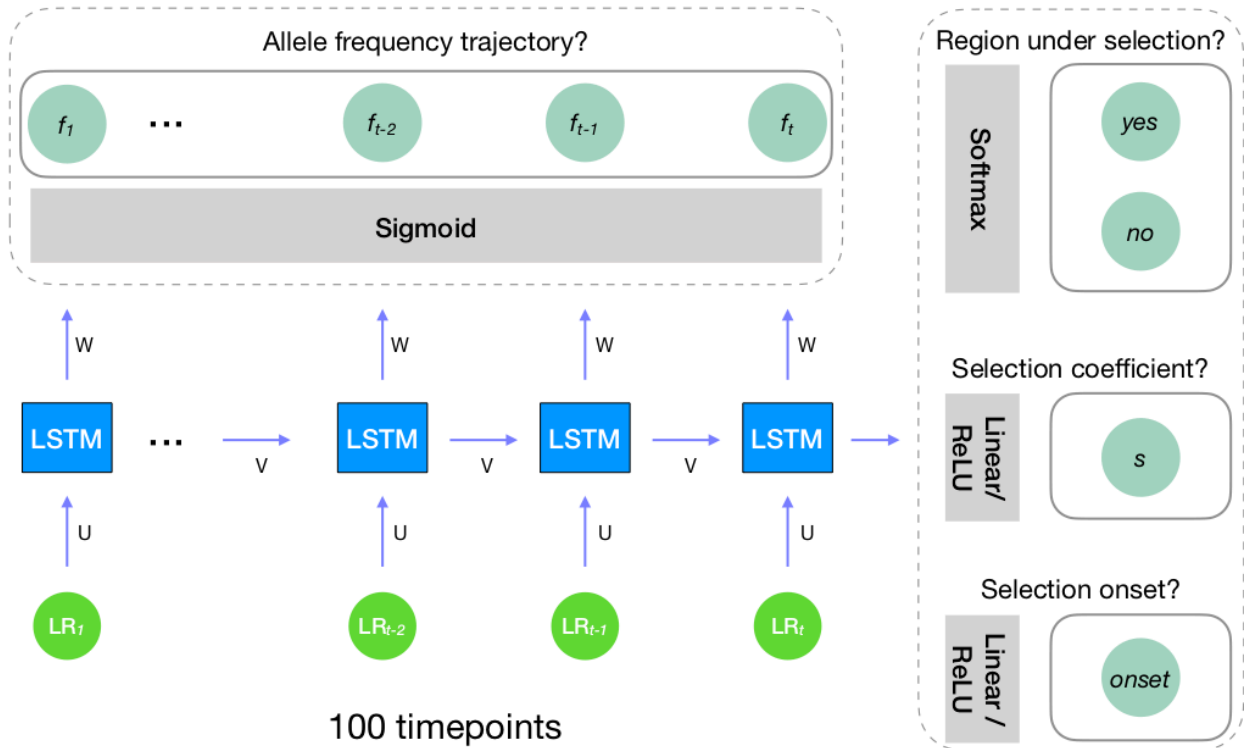 Allele frequency trajectory?
f1 ... ft-2 ft-1 ft
Sigmoid
W W W W
LSTM ... LSTM LSTM LSTM
V V V
U U U U
LR1 LRt-2 LRt-1 LRt
100 timepoints
Region under selection?
Softmax
yes
no
Selection coefficient?
Linear/
ReLU
s
Selection onset?
Linear /
ReLU
onset